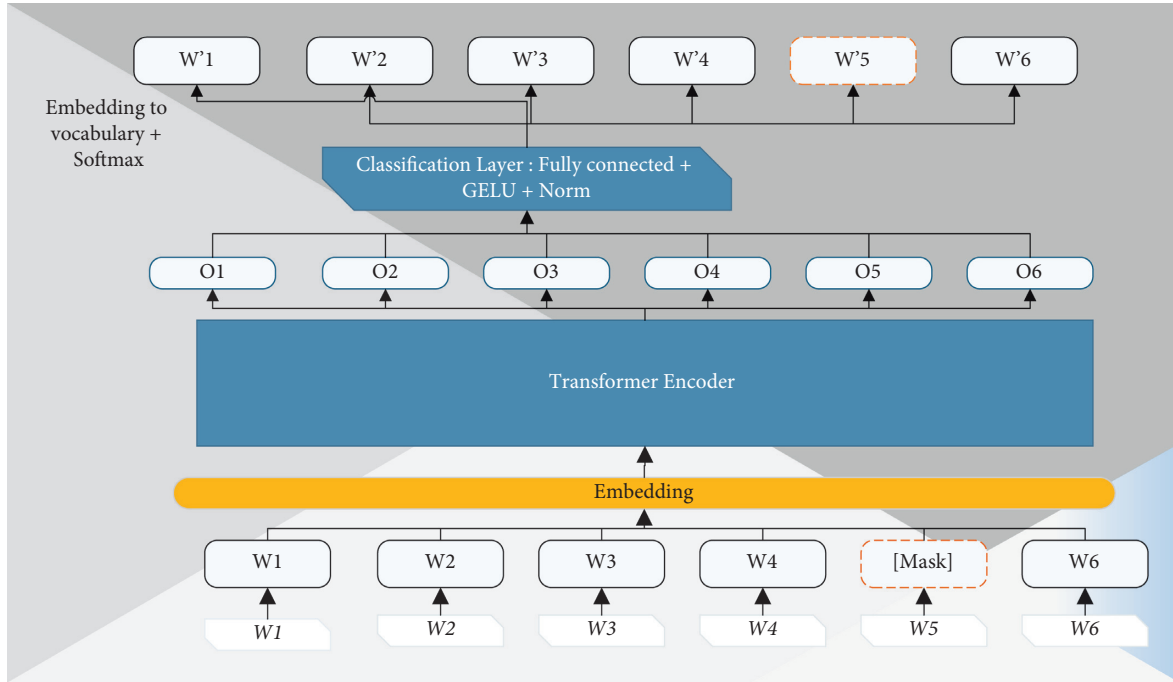 W'1 W'2 W'3 W'4 W'5 W'6
Embedding to
vocabulary +
Softmax
Classification Layer : Fully connected +
GELU + Norm
O1 O2 O3 O4 O5 O6
Transformer Encoder
Embedding
W1 W2 W3 W4 [Mask] W6
W1 W2 W3 W4 W5 W6